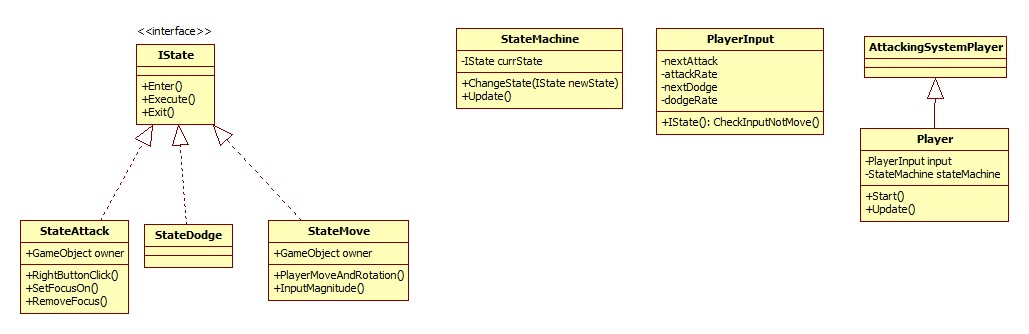 <<interface>>
IState
+Enter()
+Execute()
+Exit()
StateAttack
+GameObject owner
+RightButtonClick()
+SetFocusOn()
+RemoveFocus()
StateDodge
StateMove
+GameObject owner
+PlayerMoveAndRotation()
+InputMagnitude()
StateMachine
-IState currState
+ChangeState(IState newState)
+Update()
PlayerInput
-nextAttack
-attackRate
-nextDodge
-dodgeRate
+IState(): CheckInputNotMove()
AttackingSystemPlayer
Player
-PlayerInput input
-StateMachine stateMachine
+Start()
+Update()